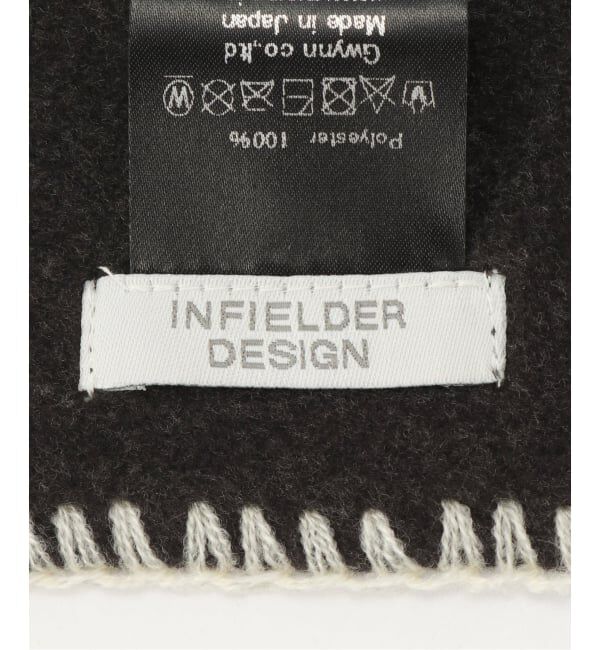 INFIELDER
DESIGN
Polyester 100%
W
Gwynn co.,ltd
Made in Japan